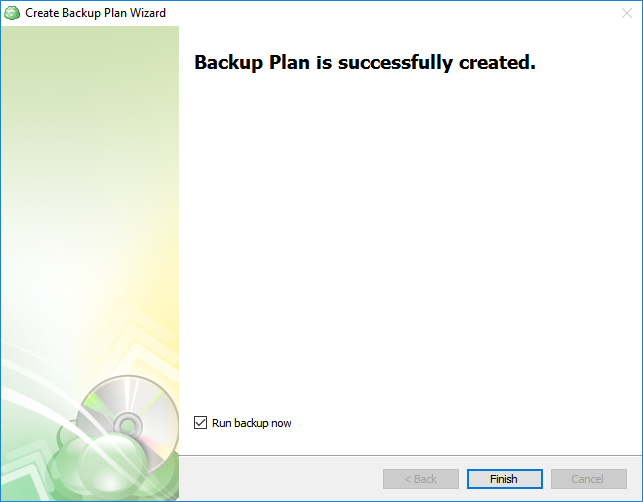 Create Backup Plan Wizard
Backup Plan is successfully created.
Run backup now
< Back
Finish
Cancel